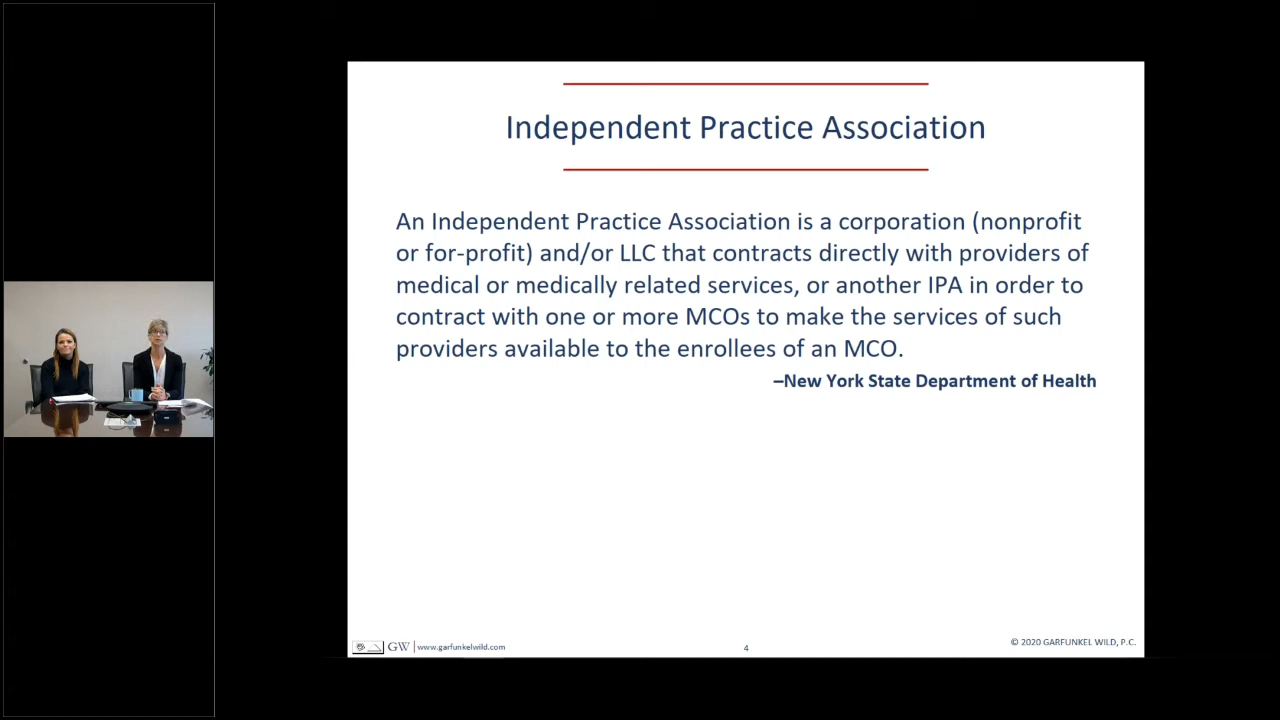 Independent Practice Association
An Independent Practice Association is a corporation (nonprofit
or for-profit) and/or LLC that contracts directly with providers of
medical or medically related services, or another IPA in order to
contract with one or more MCOs to make the services of such
providers available to the enrollees of an MCO.
–New York State Department of Health
GW | www.garfunkelwild.com
4
© 2020 GARFUNKEL WILD, P.C.